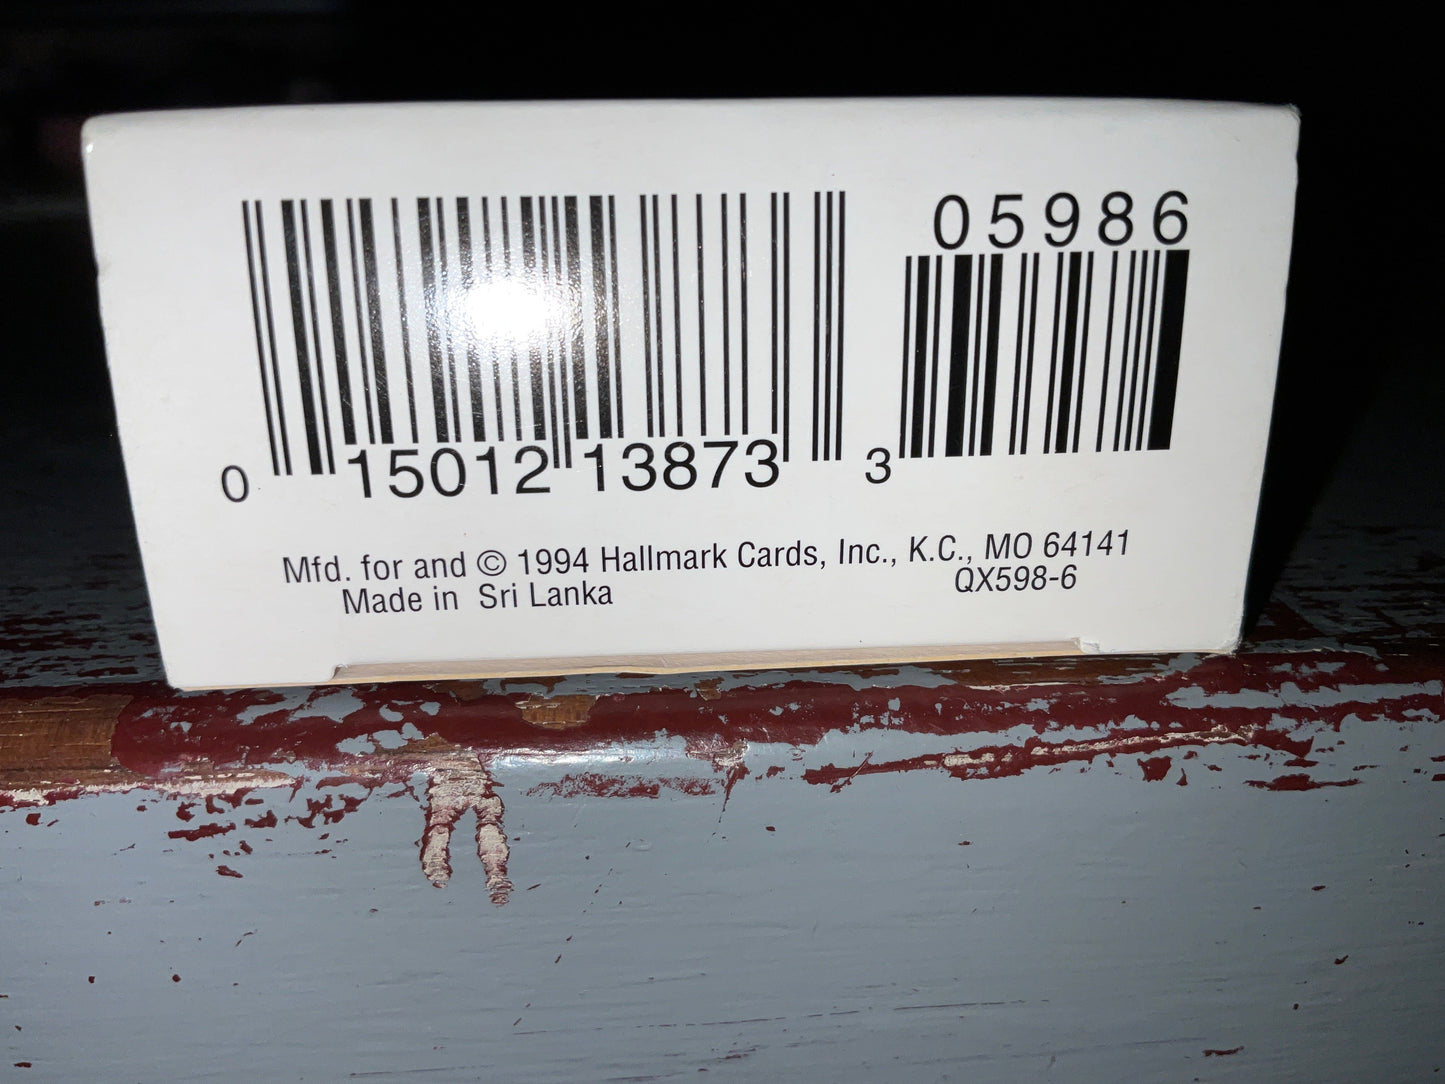 05986
0 15012 13873 3
Mfd. for and © 1994 Hallmark Cards, Inc., K.C., MO 64141
Made in Sri Lanka QX598-6